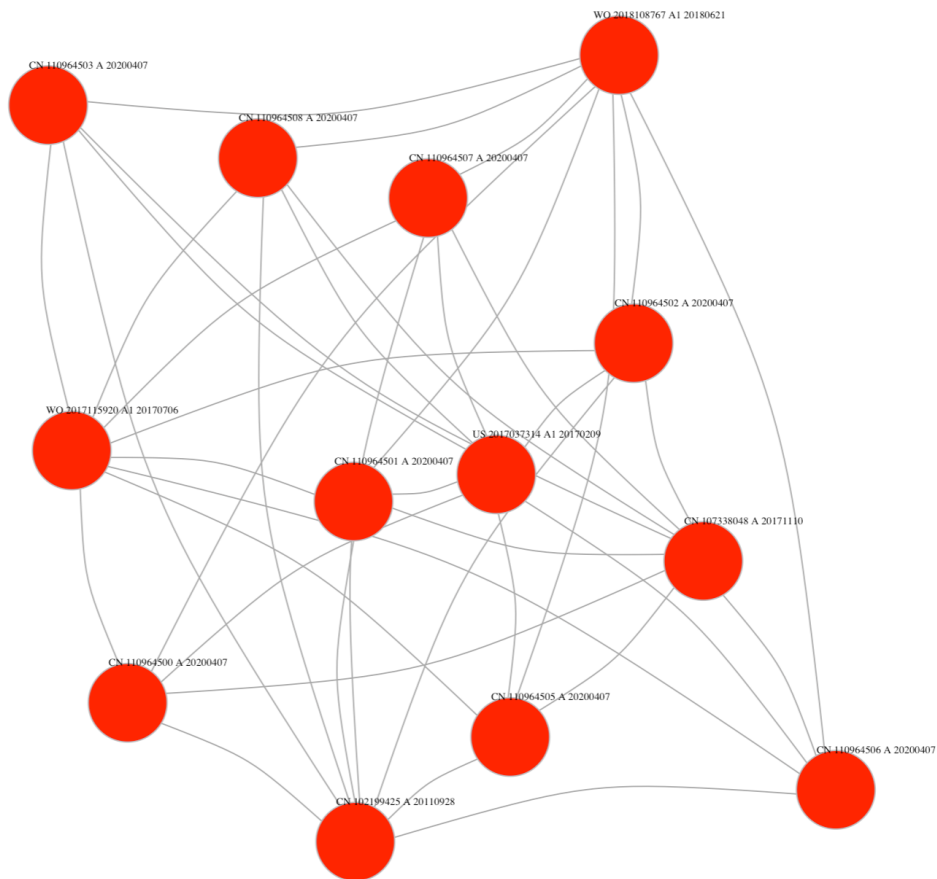 WO 2018108767 A1 20180621
CN 110964503 A 20200407
CN 110964508 A 20200407
CN 110964507 A 20200407
CN 110964502 A 20200407
WO 2017115920 A1 20170706
US 2017037314 A1 20170209
CN 110964501 A 20200407
CN 107338048 A 20171110
CN 110964500 A 20200407
CN 110964505 A 20200407
CN 110964506 A 20200407
CN 102199425 A 20110928